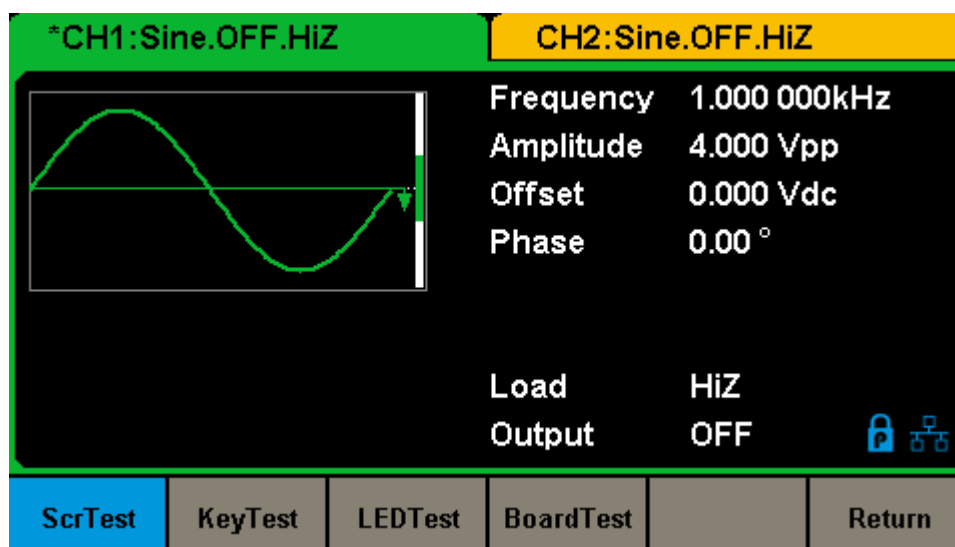 *CH1:Sine.OFF.HiZ CH2:Sine.OFF.HiZ
Frequency 1.000 000kHz
Amplitude 4.000 Vpp
Offset 0.000 Vdc
Phase 0.00 °
Load HiZ
Output OFF P
ScrTest KeyTest LEDTest BoardTest Return